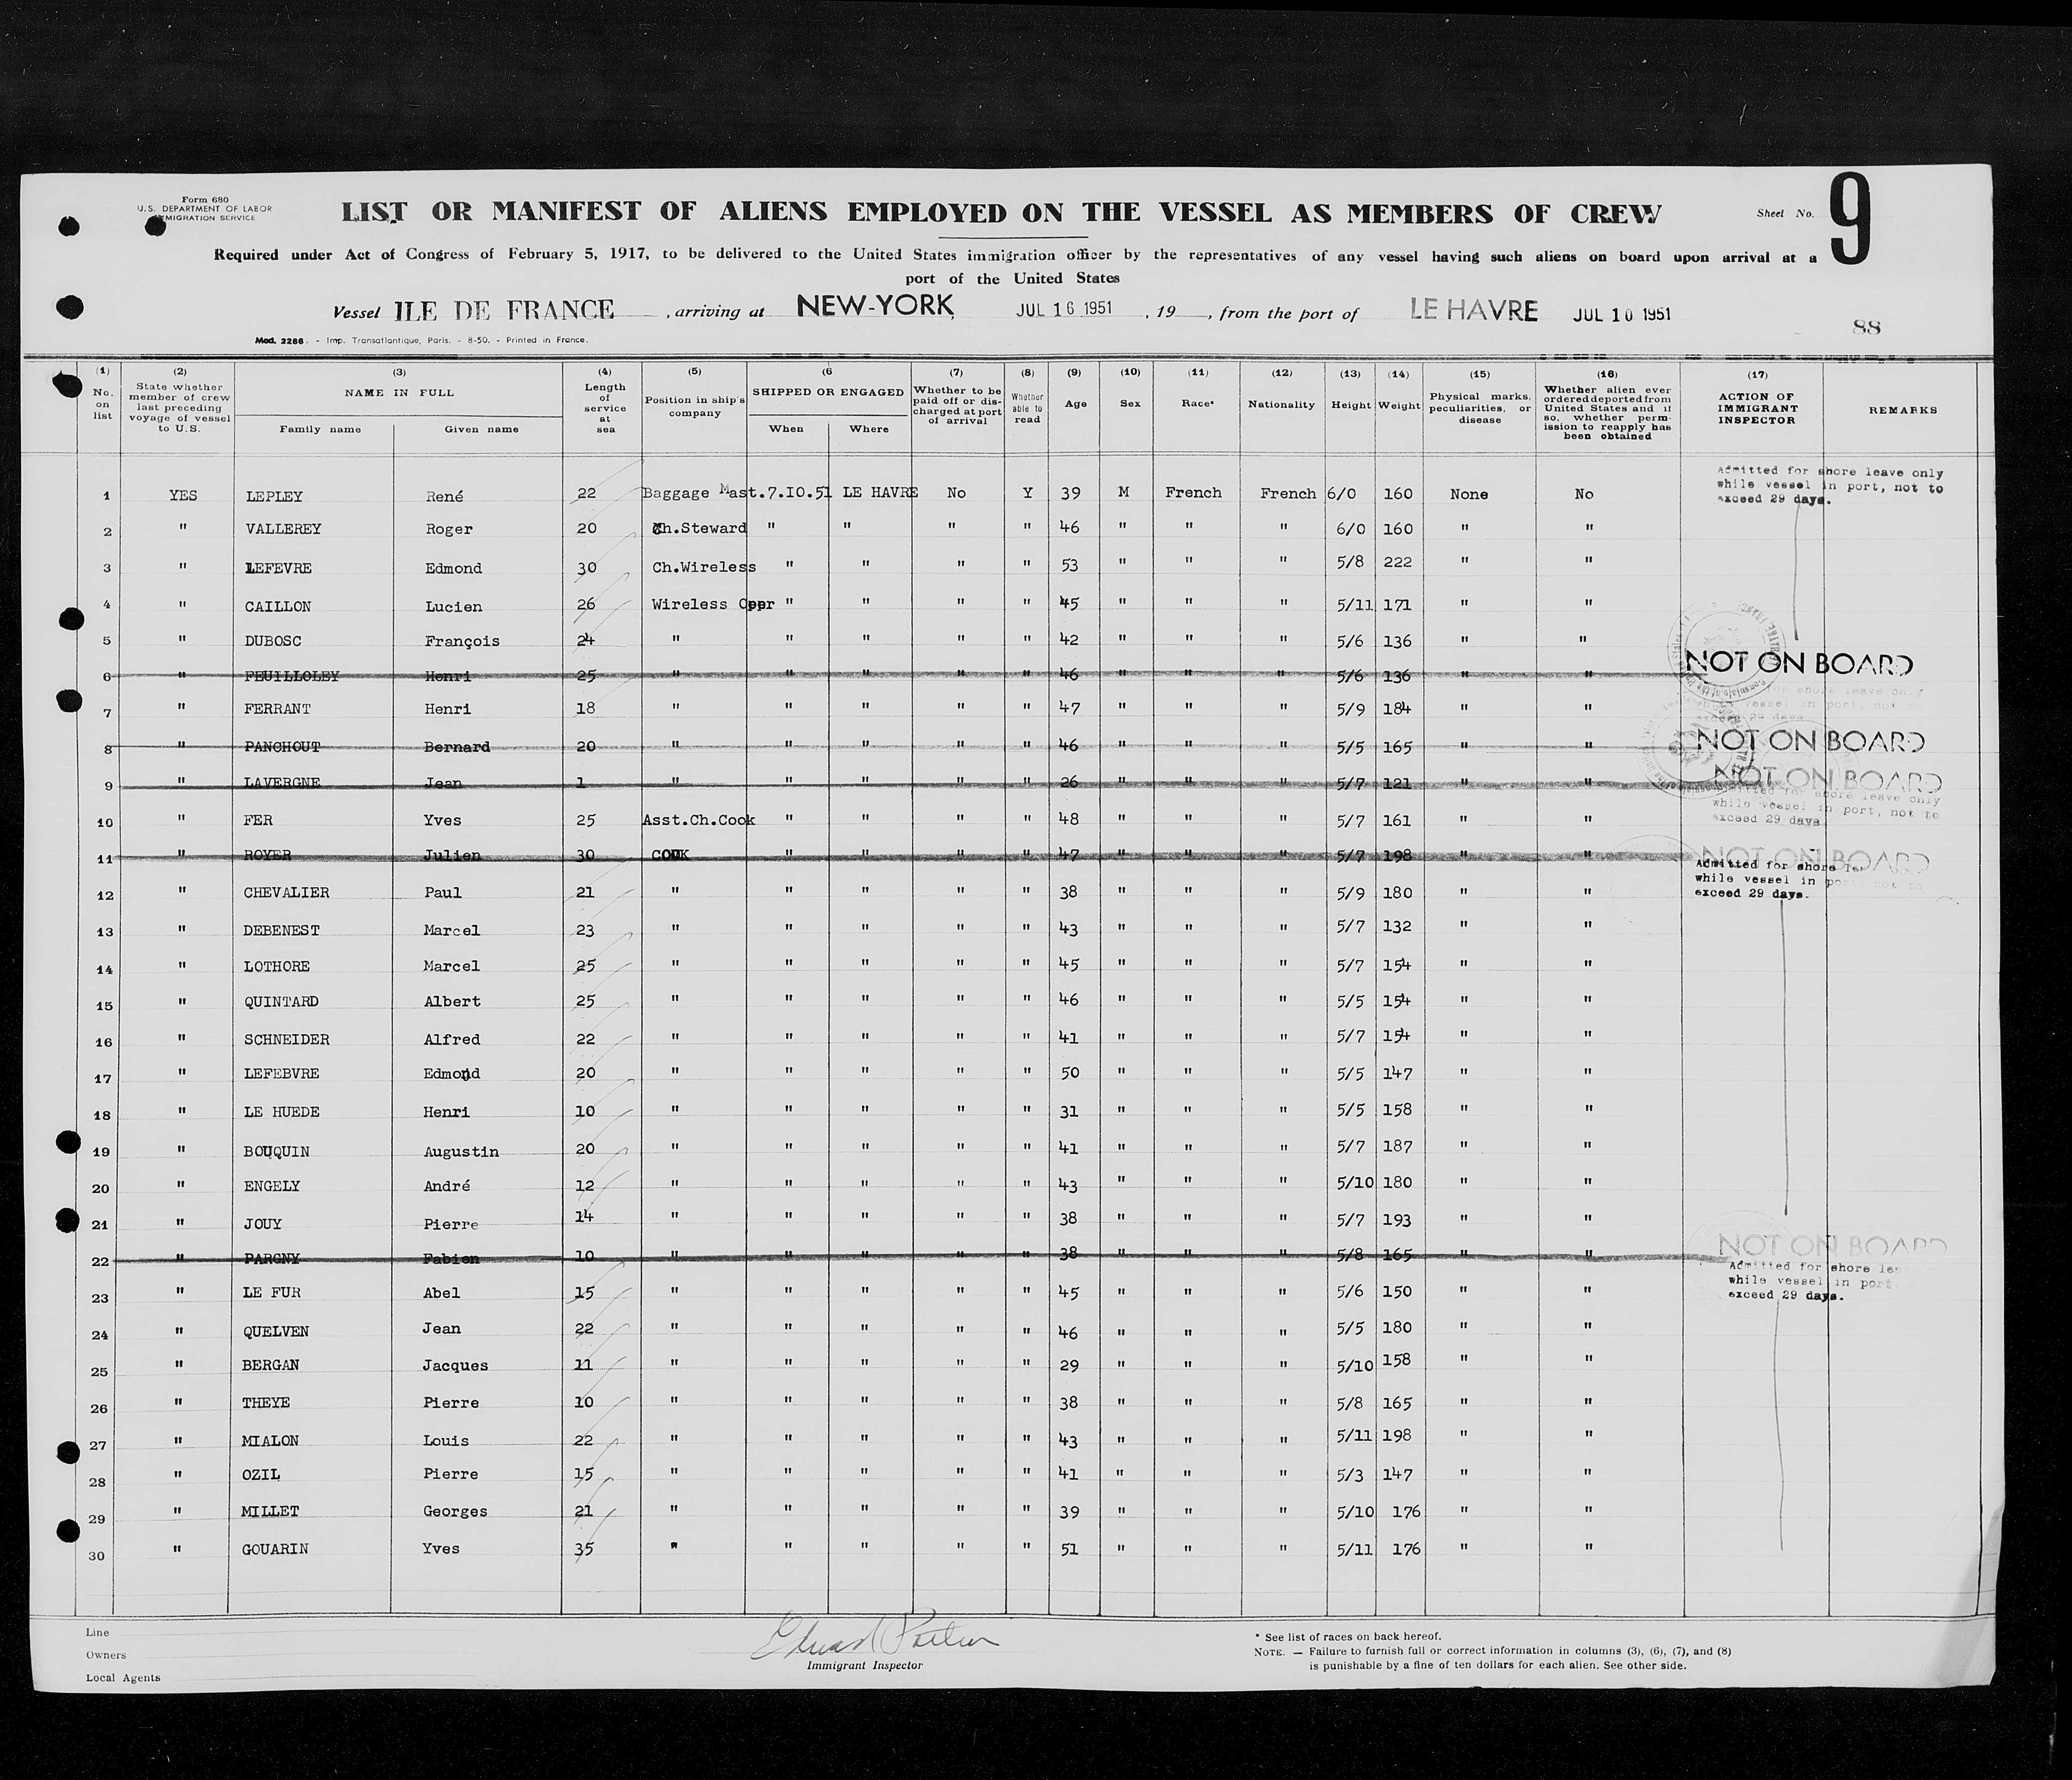 Form 680
U.S. DEPARTMENT OF LABOR
IMMIGRATION SERVICE
LIST OR MANIFEST OF ALIENS EMPLOYED ON THE VESSEL AS MEMBERS OF CREW
Sheet No. 9
Required under Act of Congress of February 5, 1917, to be delivered to the United States immigration officer by the representatives of any vessel having such aliens on board upon arrival at a
port of the United States
Vessel ILE DE FRANCE, arriving at NEW-YORK, JUL 16 1951, 19, from the port of LE HAVRE JUL 10 1951
88
Mod. 2286. - Imp. Transatlantique, Paris. - 8-50. - Printed in France.
(1) No. on list (2) State whether member of crew last preceding voyage of vessel to U.S. (3) NAME IN FULL Family name Given name (4) Length of service at sea (5) Position in ship's company (6 SHIPPED OR ENGAGED When Where (7) Whether to be paid off or discharged at port of arrival (8) Whether able to read (9) Age (10) Sex (11) Race* (12) Nationality (13) Height (14) Weight (15) Physical marks, peculiarities, or disease (16) Whether alien ever ordered deported from United States and if so, whether permission to reapply has been obtained (17) ACTION OF IMMIGRANT INSPECTOR REMARKS
1 YES LEPLEY René 22 Baggage Mast. 7.10.51 LE HAVRE No Y 39 M French French 6/0 160 None No Admitted for shore leave only while vessel in port, not to exceed 29 days.
2 " VALLEREY Roger 20 Ch.Steward " " " " 46 " " " 6/0 160 " "
3 " LEFEVRE Edmond 30 Ch.Wireless " " " " 53 " " " 5/8 222 " "
4 " CAILLON Lucien 26 Wireless Oper " " " " 45 " " " 5/11 171 " "
5 " DUBOSC François 24 " " " " " 42 " " " 5/6 136 " "
6 " FEUILLOLEY Henri 25 " " " " " 46 " " " 5/6 136 " " NOT ON BOARD
7 " FERRANT Henri 18 " " " " " 47 " " " 5/9 184 " " for shore leave only vessel in port, not to exceed 29 days
8 " PANCHOUT Bernard 20 " " " " " 46 " " " 5/5 165 " " NOT ON BOARD
9 " LAVERGNE Jean 1 " " " " " 26 " " " 5/7 121 " " NOT ON BOARD
10 " FER Yves 25 Asst.Ch.Cook " " " " 48 " " " 5/7 161 " " Admitted for shore leave only while vessel in port, not to exceed 29 days
11 " ROYER Julien 30 COOK " " " " 47 " " " 5/7 198 " " NOT ON BOARD
12 " CHEVALIER Paul 21 " " " " " 38 " " " 5/9 180 " " Admitted for shore while vessel in port not to exceed 29 days.
13 " DEBENEST Marcel 23 " " " " " 43 " " " 5/7 132 " "
14 " LOTHORE Marcel 25 " " " " " 45 " " " 5/7 154 " "
15 " QUINTARD Albert 25 " " " " " 46 " " " 5/5 154 " "
16 " SCHNEIDER Alfred 22 " " " " " 41 " " " 5/7 154 " "
17 " LEFEBVRE Edmond 20 " " " " " 50 " " " 5/5 147 " "
18 " LE HUEDE Henri 10 " " " " " 31 " " " 5/5 158 " "
19 " BOUQUIN Augustin 20 " " " " " 41 " " " 5/7 187 " "
20 " ENGELY André 12 " " " " " 43 " " " 5/10 180 " "
21 " JOUY Pierre 14 " " " " " 38 " " " 5/7 193 " "
22 " PARGNY Fabien 10 " " " " " 38 " " " 5/8 165 " " NOT ON BOARD
23 " LE FUR Abel 15 " " " " " 45 " " " 5/6 150 " " Admitted for shore while vessel in port exceed 29 days.
24 " QUELVEN Jean 22 " " " " " 46 " " " 5/5 180 " "
25 " BERGAN Jacques 11 " " " " " 29 " " " 5/10 158 " "
26 " THEYE Pierre 10 " " " " " 38 " " " 5/8 165 " "
27 " MIALON Louis 22 " " " " " 43 " " " 5/11 198 " "
28 " OZIL Pierre 15 " " " " " 41 " " " 5/3 147 " "
29 " MILLET Georges 21 " " " " " 39 " " " 5/10 176 " "
30 " GOUARIN Yves 35 " " " " " 51 " " " 5/11 176 " "
Line
Owners
Local Agents
Immigrant Inspector
* See list of races on back hereof.
NOTE. — Failure to furnish full or correct information in columns (3), (6), (7), and (8)
is punishable by a fine of ten dollars for each alien. See other side.